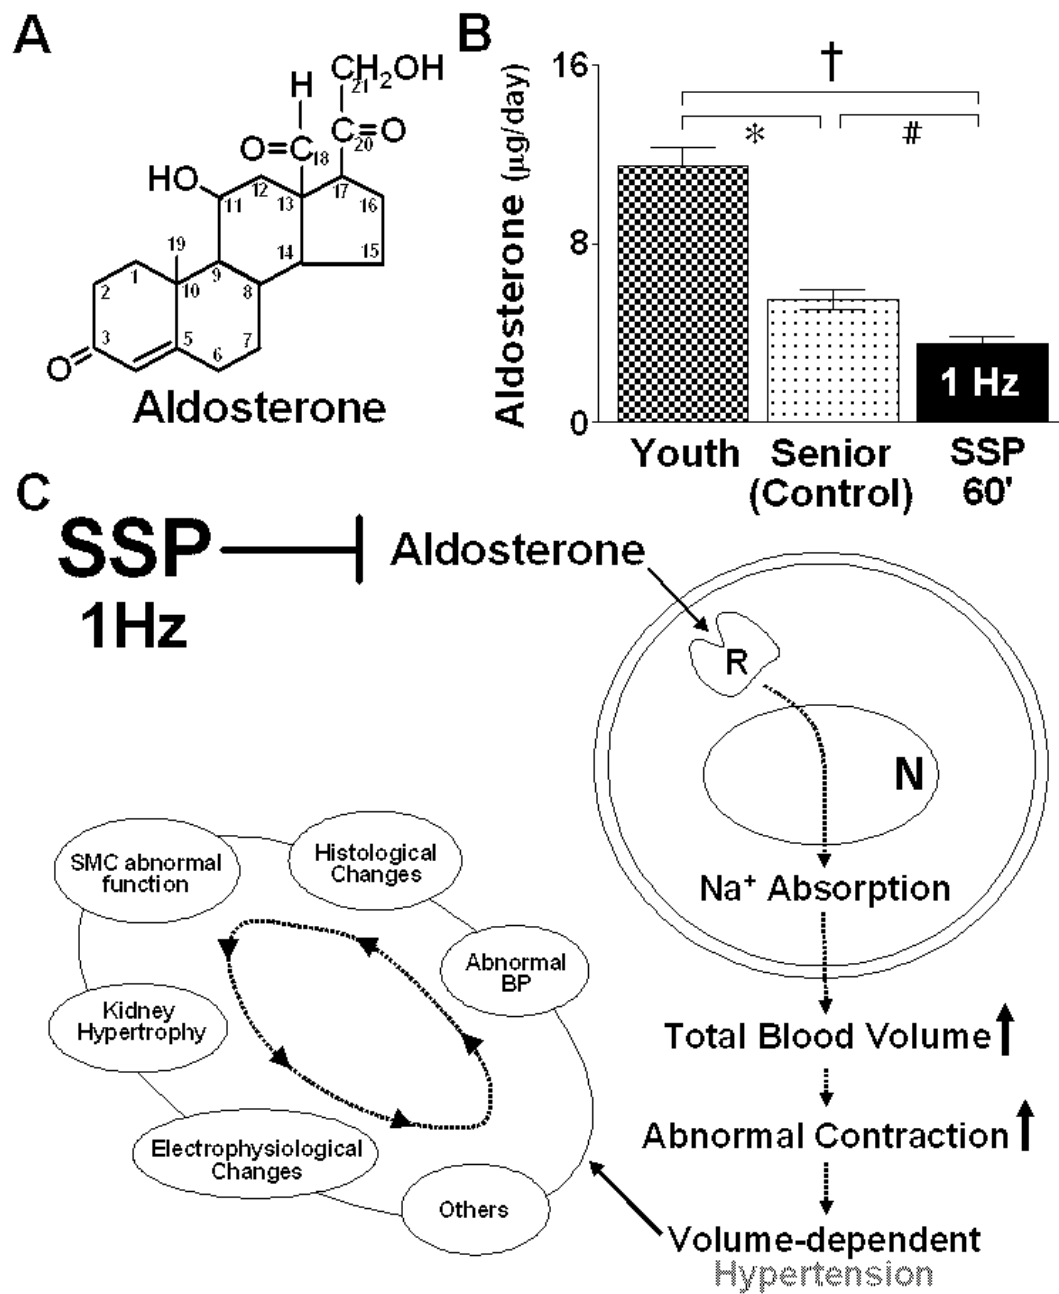 A
CH₂OH
21
H
C=O
20
O=C
18
HO
12
17
11
13
16
19
14
15
1
9
2
10
8
3
5
7
6
O
Aldosterone
B
Aldosterone (µg/day)
16
8
0
†
*
#
1 Hz
Youth
Senior
(Control)
SSP
60'
C
SSP
1Hz
Aldosterone
R
N
Na⁺ Absorption
Total Blood Volume
Abnormal Contraction
Volume-dependent
Hypertension
SMC abnormal
function
Histological
Changes
Abnormal
BP
Kidney
Hypertrophy
Electrophysiological
Changes
Others